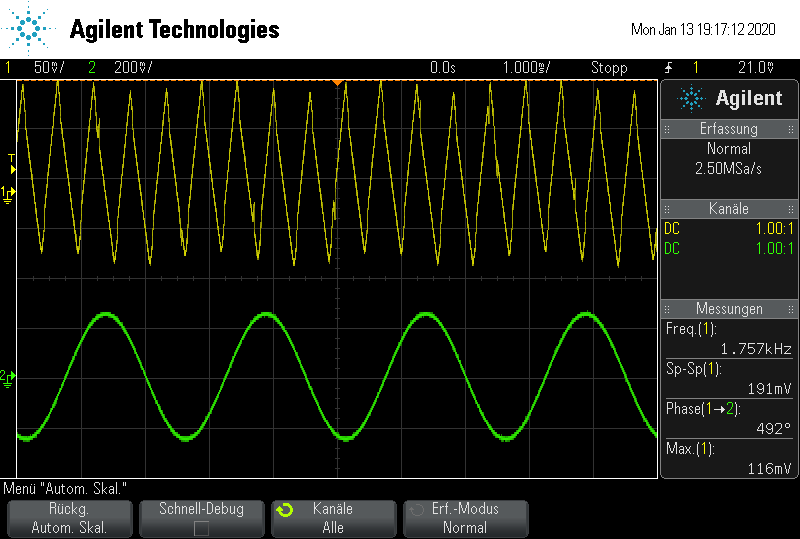 Agilent Technologies
Mon Jan 13 19:17:12 2020
1 50mV/ 2 200mV/ 0.0s 1.000ms/ Stopp 1 21.0mV
Agilent
Erfassung
Normal
2.50MSa/s
Kanäle
DC 1.00:1
DC 1.00:1
Messungen
Freq.(1):
1.757kHz
Sp-Sp(1):
191mV
Phase(1→2):
492°
Max.(1):
116mV
T
1
2
Menü "Autom. Skal."
Rückg.
Autom. Skal.
Schnell-Debug
Kanäle
Alle
Erf.-Modus
Normal